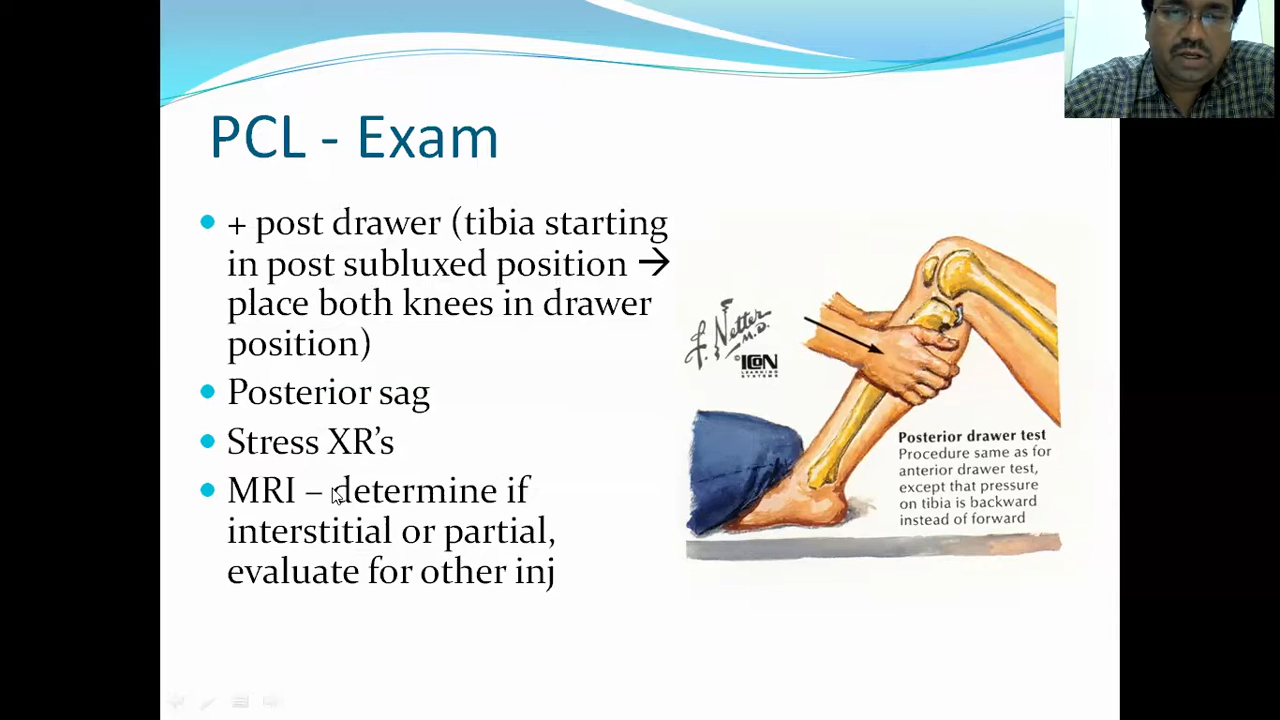 PCL - Exam
+ post drawer (tibia starting
in post subluxed position →
place both knees in drawer
position)
Posterior sag
Stress XR's
MRI – determine if
interstitial or partial,
evaluate for other inj
F. Netter
M.D.
© ICON
LEARNING
SYSTEMS
Posterior drawer test
Procedure same as for
anterior drawer test,
except that pressure
on tibia is backward
instead of forward